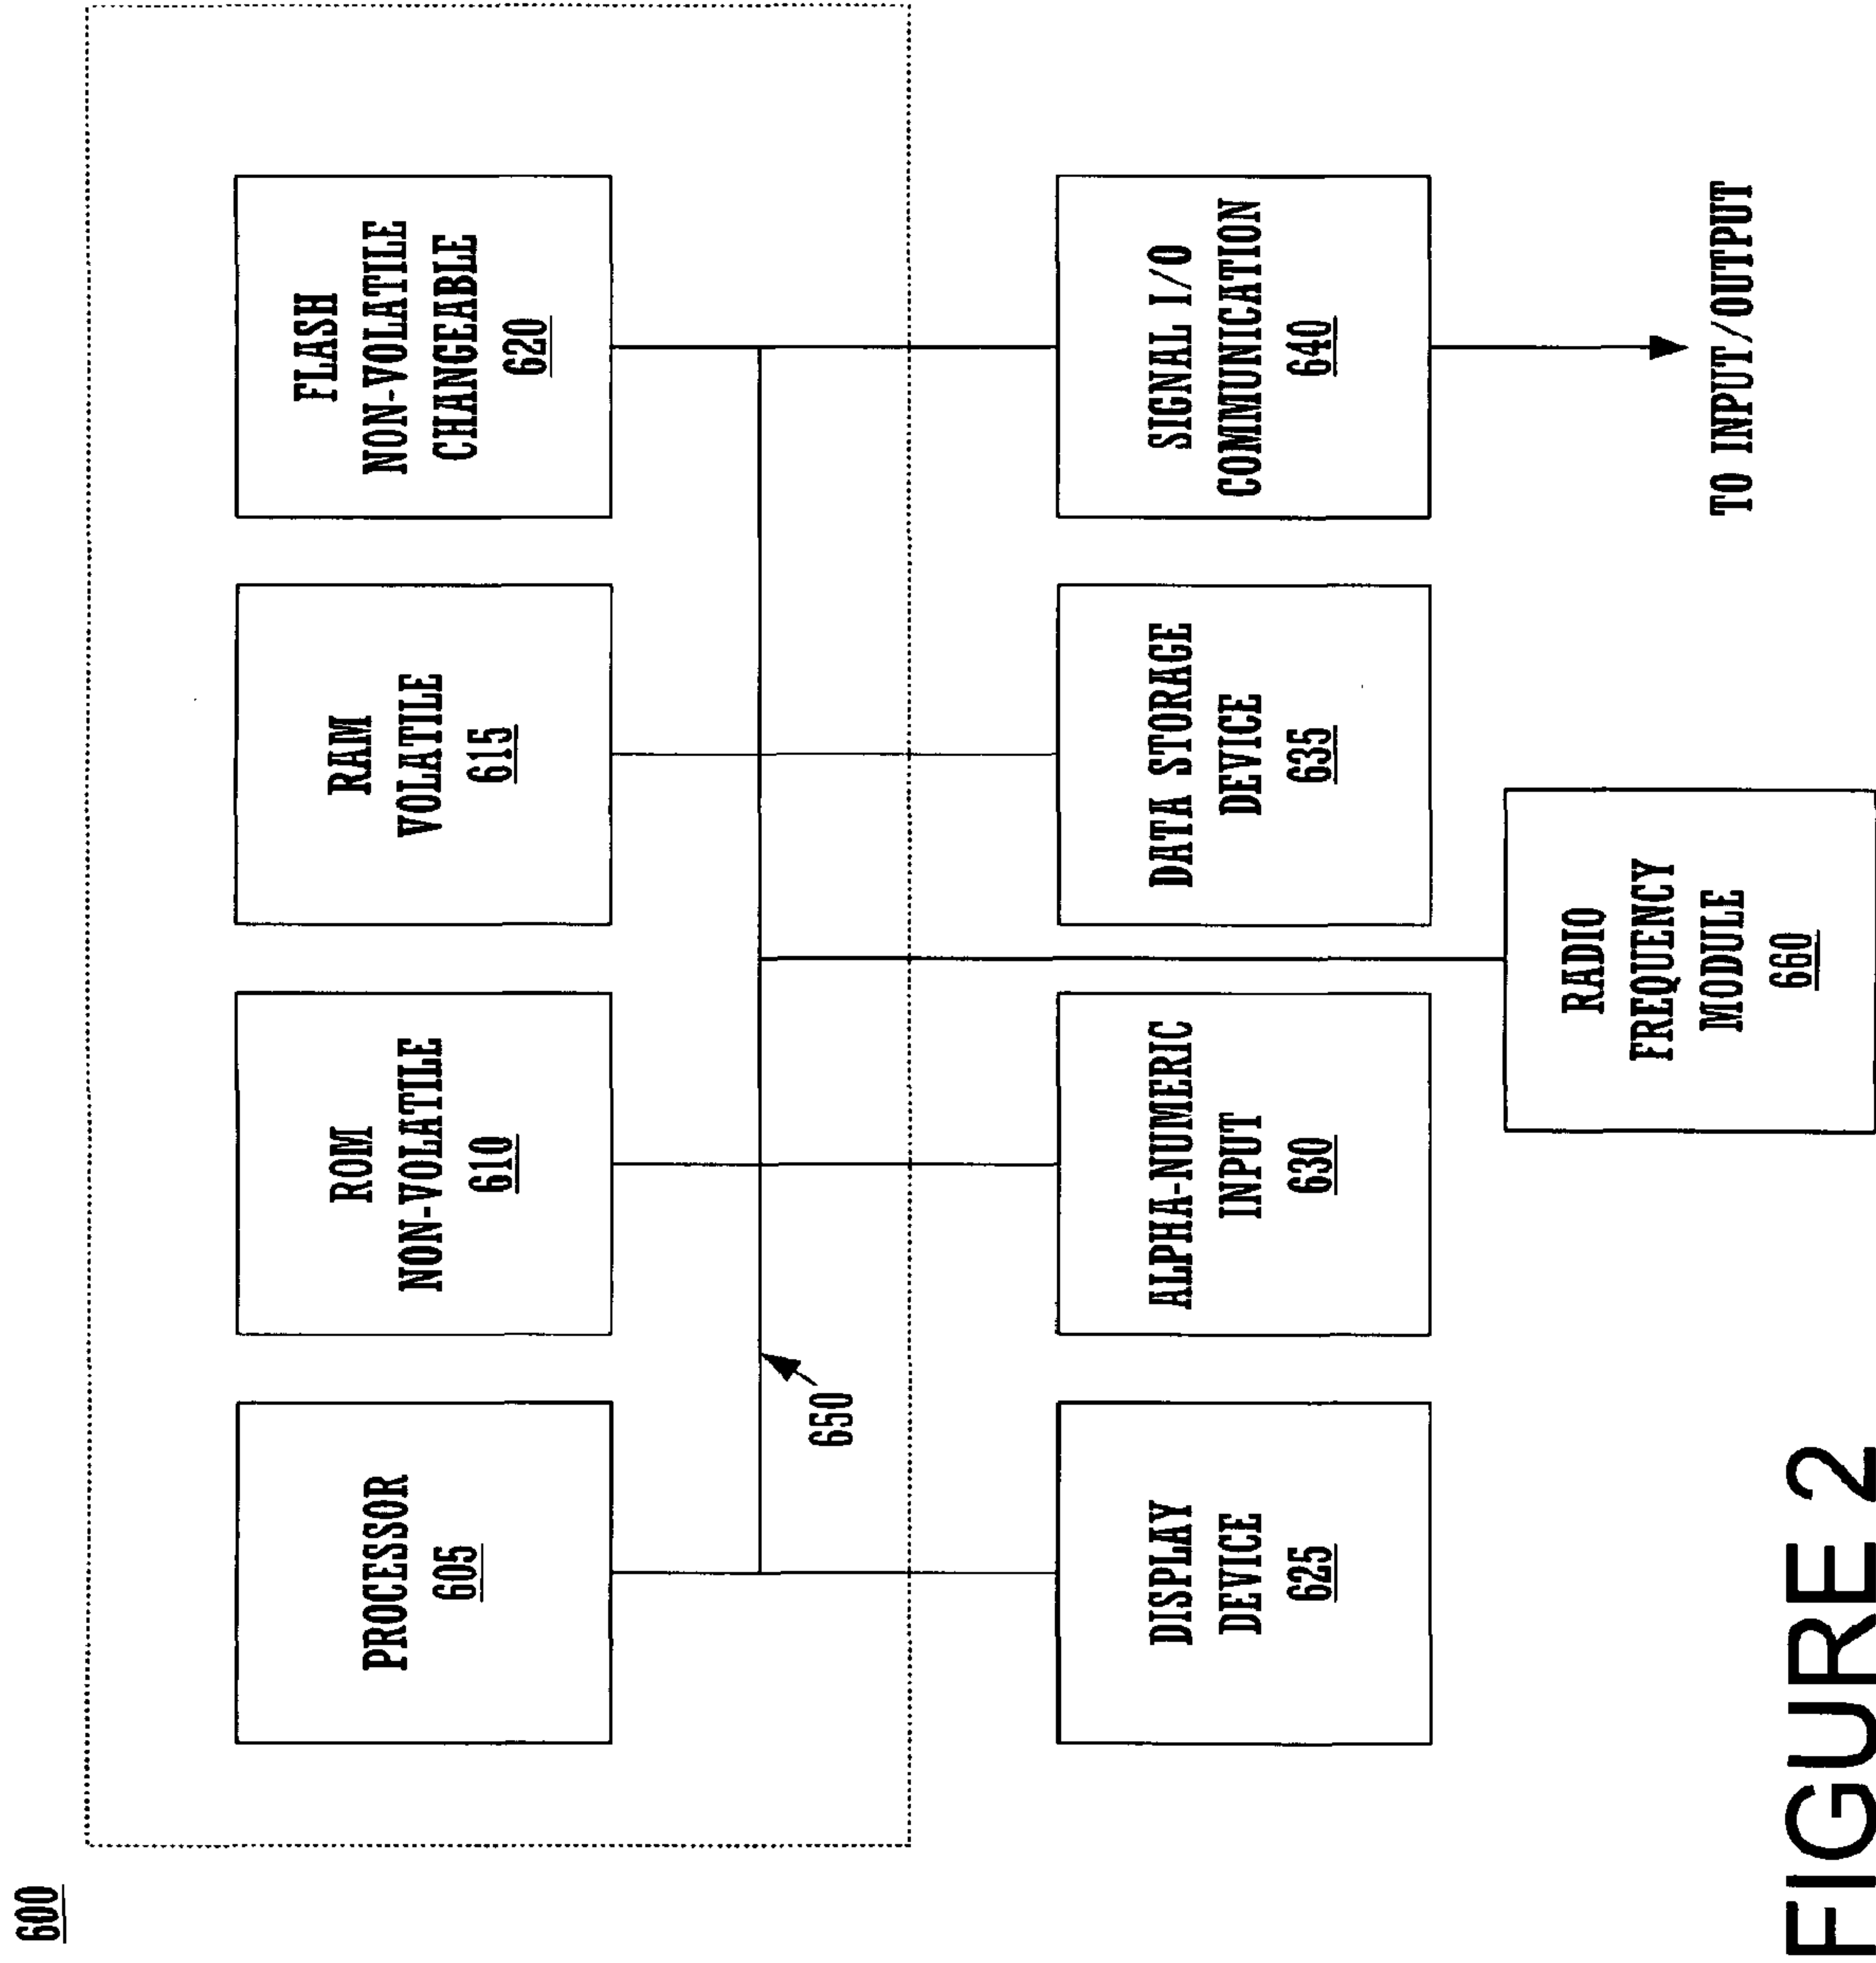 600
PROCESSOR
605
ROM
NON-VOLATILE
610
RAM
VOLATILE
615
FLASH
NON-VOLATILE
CHANGEABLE
620
650
DISPLAY
DEVICE
625
ALPHA-NUMERIC
INPUT
630
DATA STORAGE
DEVICE
635
SIGNAL I/O
COMMUNICATION
640
RADIO
FREQUENCY
MODULE
660
TO INPUT/OUTPUT
FIGURE 2